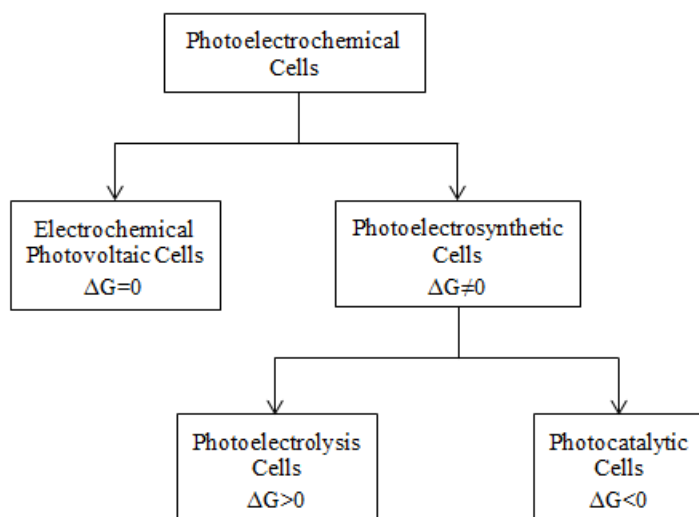 Photoelectrochemical
Cells
Electrochemical
Photovoltaic Cells
ΔG=0
Photoelectrosynthetic
Cells
ΔG≠0
Photoelectrolysis
Cells
ΔG>0
Photocatalytic
Cells
ΔG<0